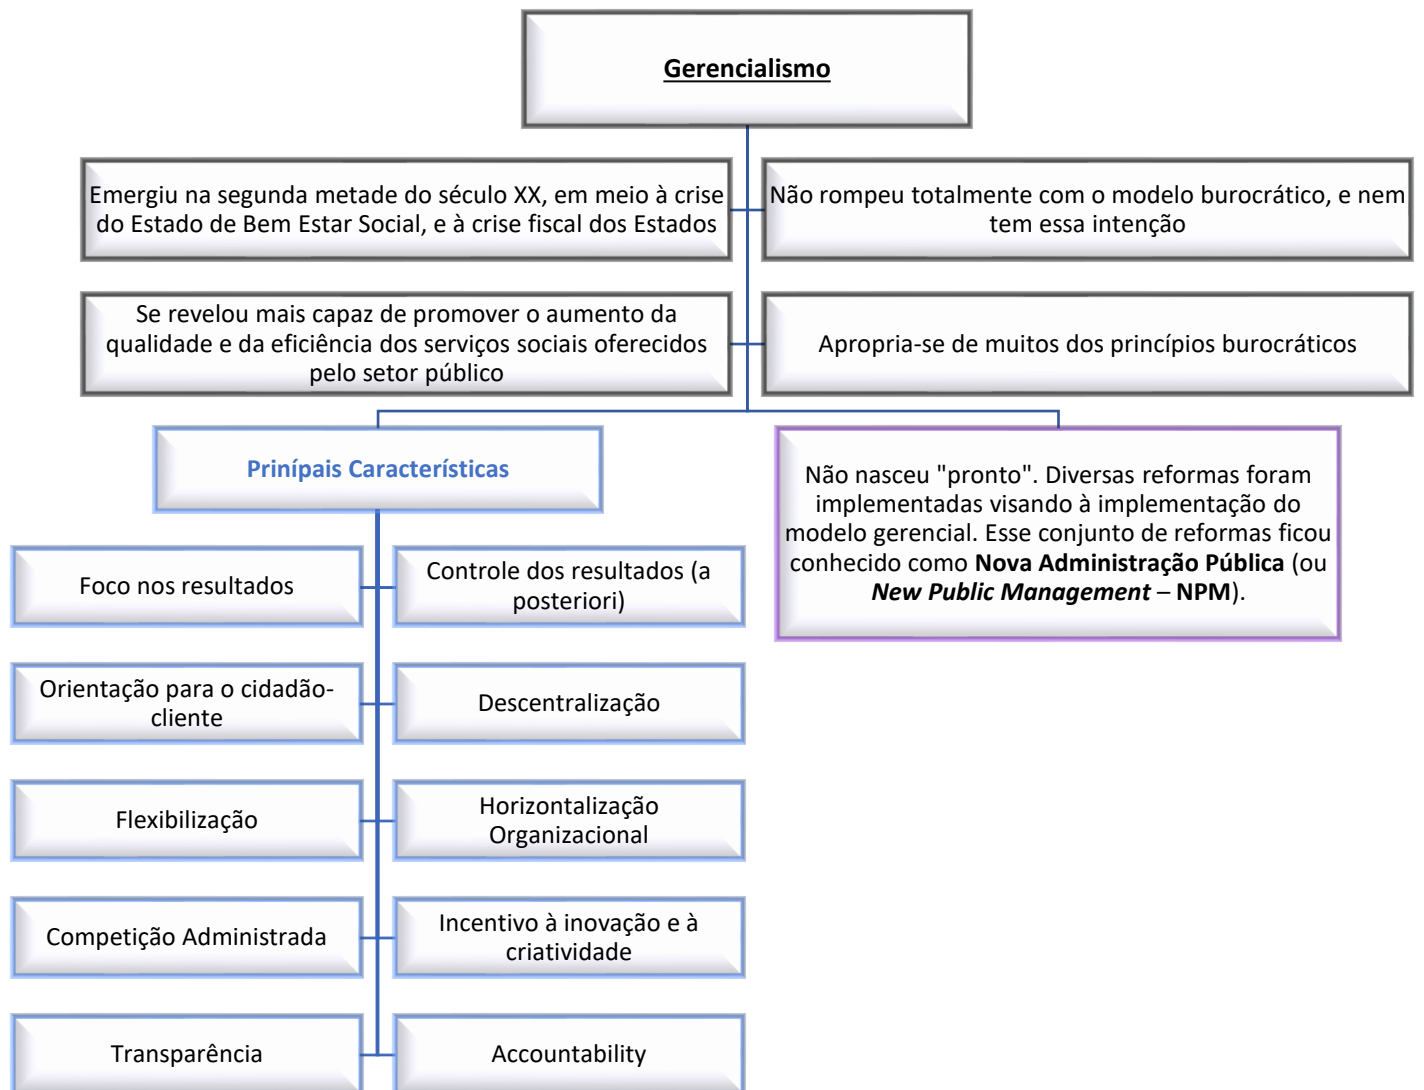 Gerencialismo
Emergiu na segunda metade do século XX, em meio à crise
do Estado de Bem Estar Social, e à crise fiscal dos Estados
Não rompeu totalmente com o modelo burocrático, e nem
tem essa intenção
Se revelou mais capaz de promover o aumento da
qualidade e da eficiência dos serviços sociais oferecidos
pelo setor público
Apropria-se de muitos dos princípios burocráticos
Prinípais Características
Não nasceu "pronto". Diversas reformas foram
implementadas visando à implementação do
modelo gerencial. Esse conjunto de reformas ficou
conhecido como Nova Administração Pública (ou
New Public Management – NPM).
Foco nos resultados
Controle dos resultados (a
posteriori)
Orientação para o cidadão-
cliente
Descentralização
Flexibilização
Horizontalização
Organizacional
Competição Administrada
Incentivo à inovação e à
criatividade
Transparência
Accountability